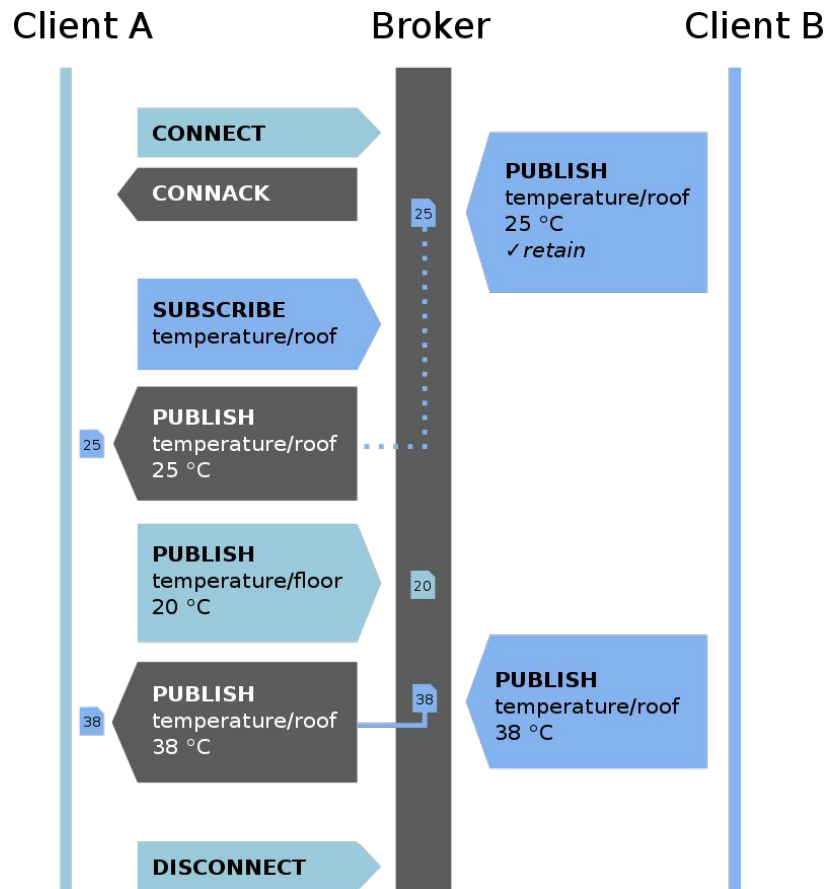 Client A
Broker
Client B
CONNECT
CONNACK
PUBLISH
temperature/roof
25 °C
✓retain
25
SUBSCRIBE
temperature/roof
PUBLISH
temperature/roof
25 °C
25
PUBLISH
temperature/floor
20 °C
20
PUBLISH
temperature/roof
38 °C
38
PUBLISH
temperature/roof
38 °C
38
DISCONNECT